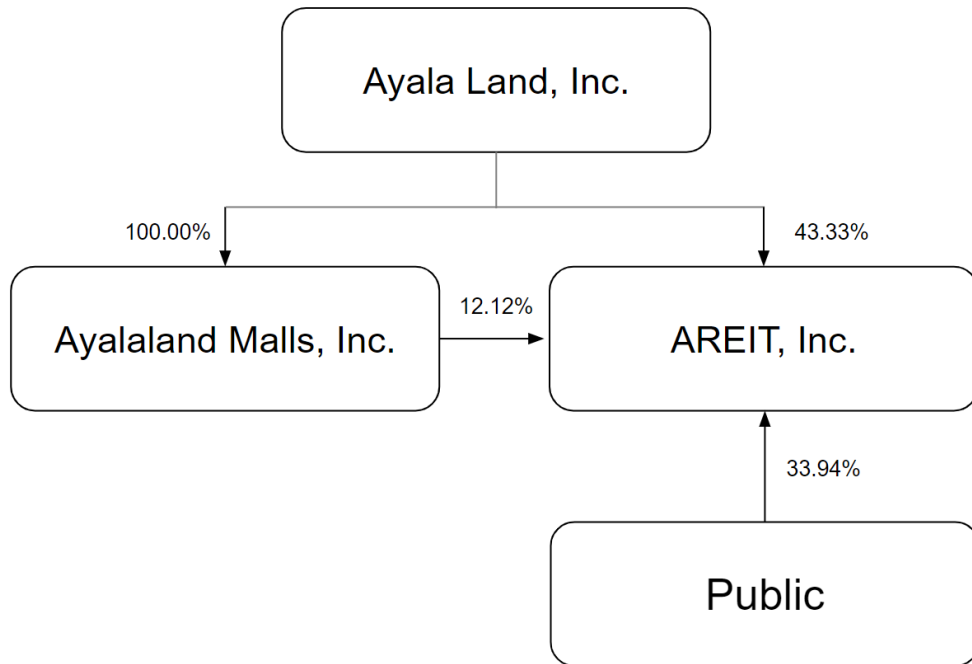 Ayala Land, Inc.
100.00%
43.33%
Ayalaland Malls, Inc.
12.12%
AREIT, Inc.
33.94%
Public